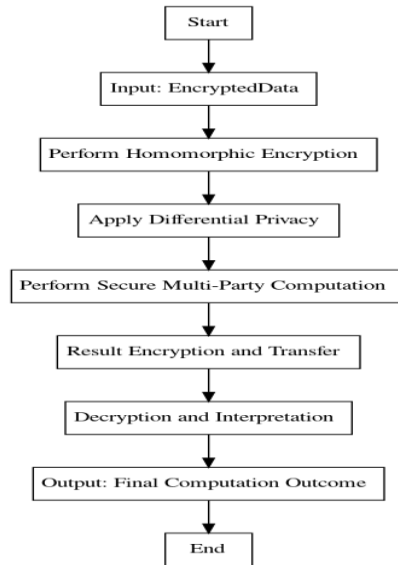 Start
Input: EncryptedData
Perform Homomorphic Encryption
Apply Differential Privacy
Perform Secure Multi-Party Computation
Result Encryption and Transfer
Decryption and Interpretation
Output: Final Computation Outcome
End